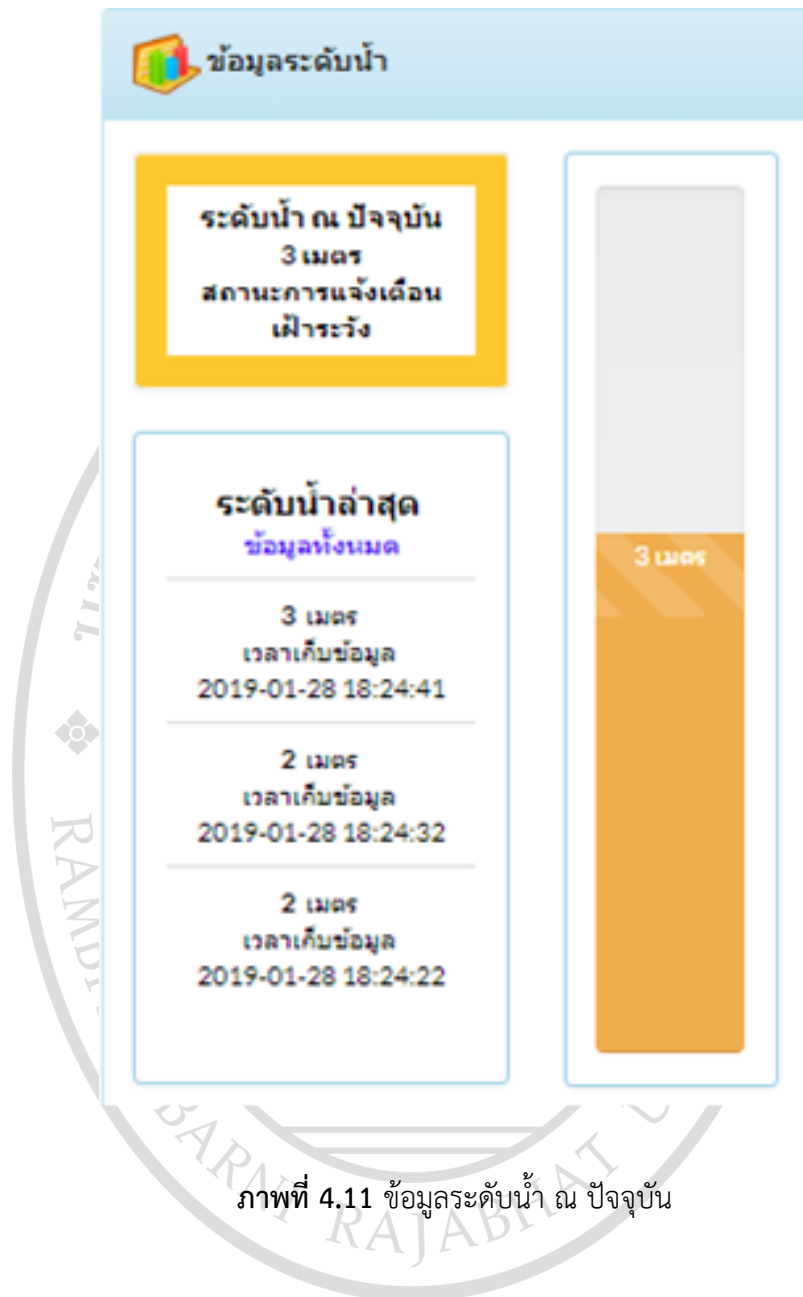 ข้อมูลระดับน้ำ
ระดับน้ำ ณ ปัจจุบัน
3 เมตร
สถานะการแจ้งเตือน
เฝ้าระวัง
ระดับน้ำล่าสุด
ข้อมูลทั้งหมด
3 เมตร
เวลาเก็บข้อมูล
2019-01-28 18:24:41
2 เมตร
เวลาเก็บข้อมูล
2019-01-28 18:24:32
2 เมตร
เวลาเก็บข้อมูล
2019-01-28 18:24:22
3 เมตร
ภาพที่ 4.11 ข้อมูลระดับน้ำ ณ ปัจจุบัน
RAJABHAT